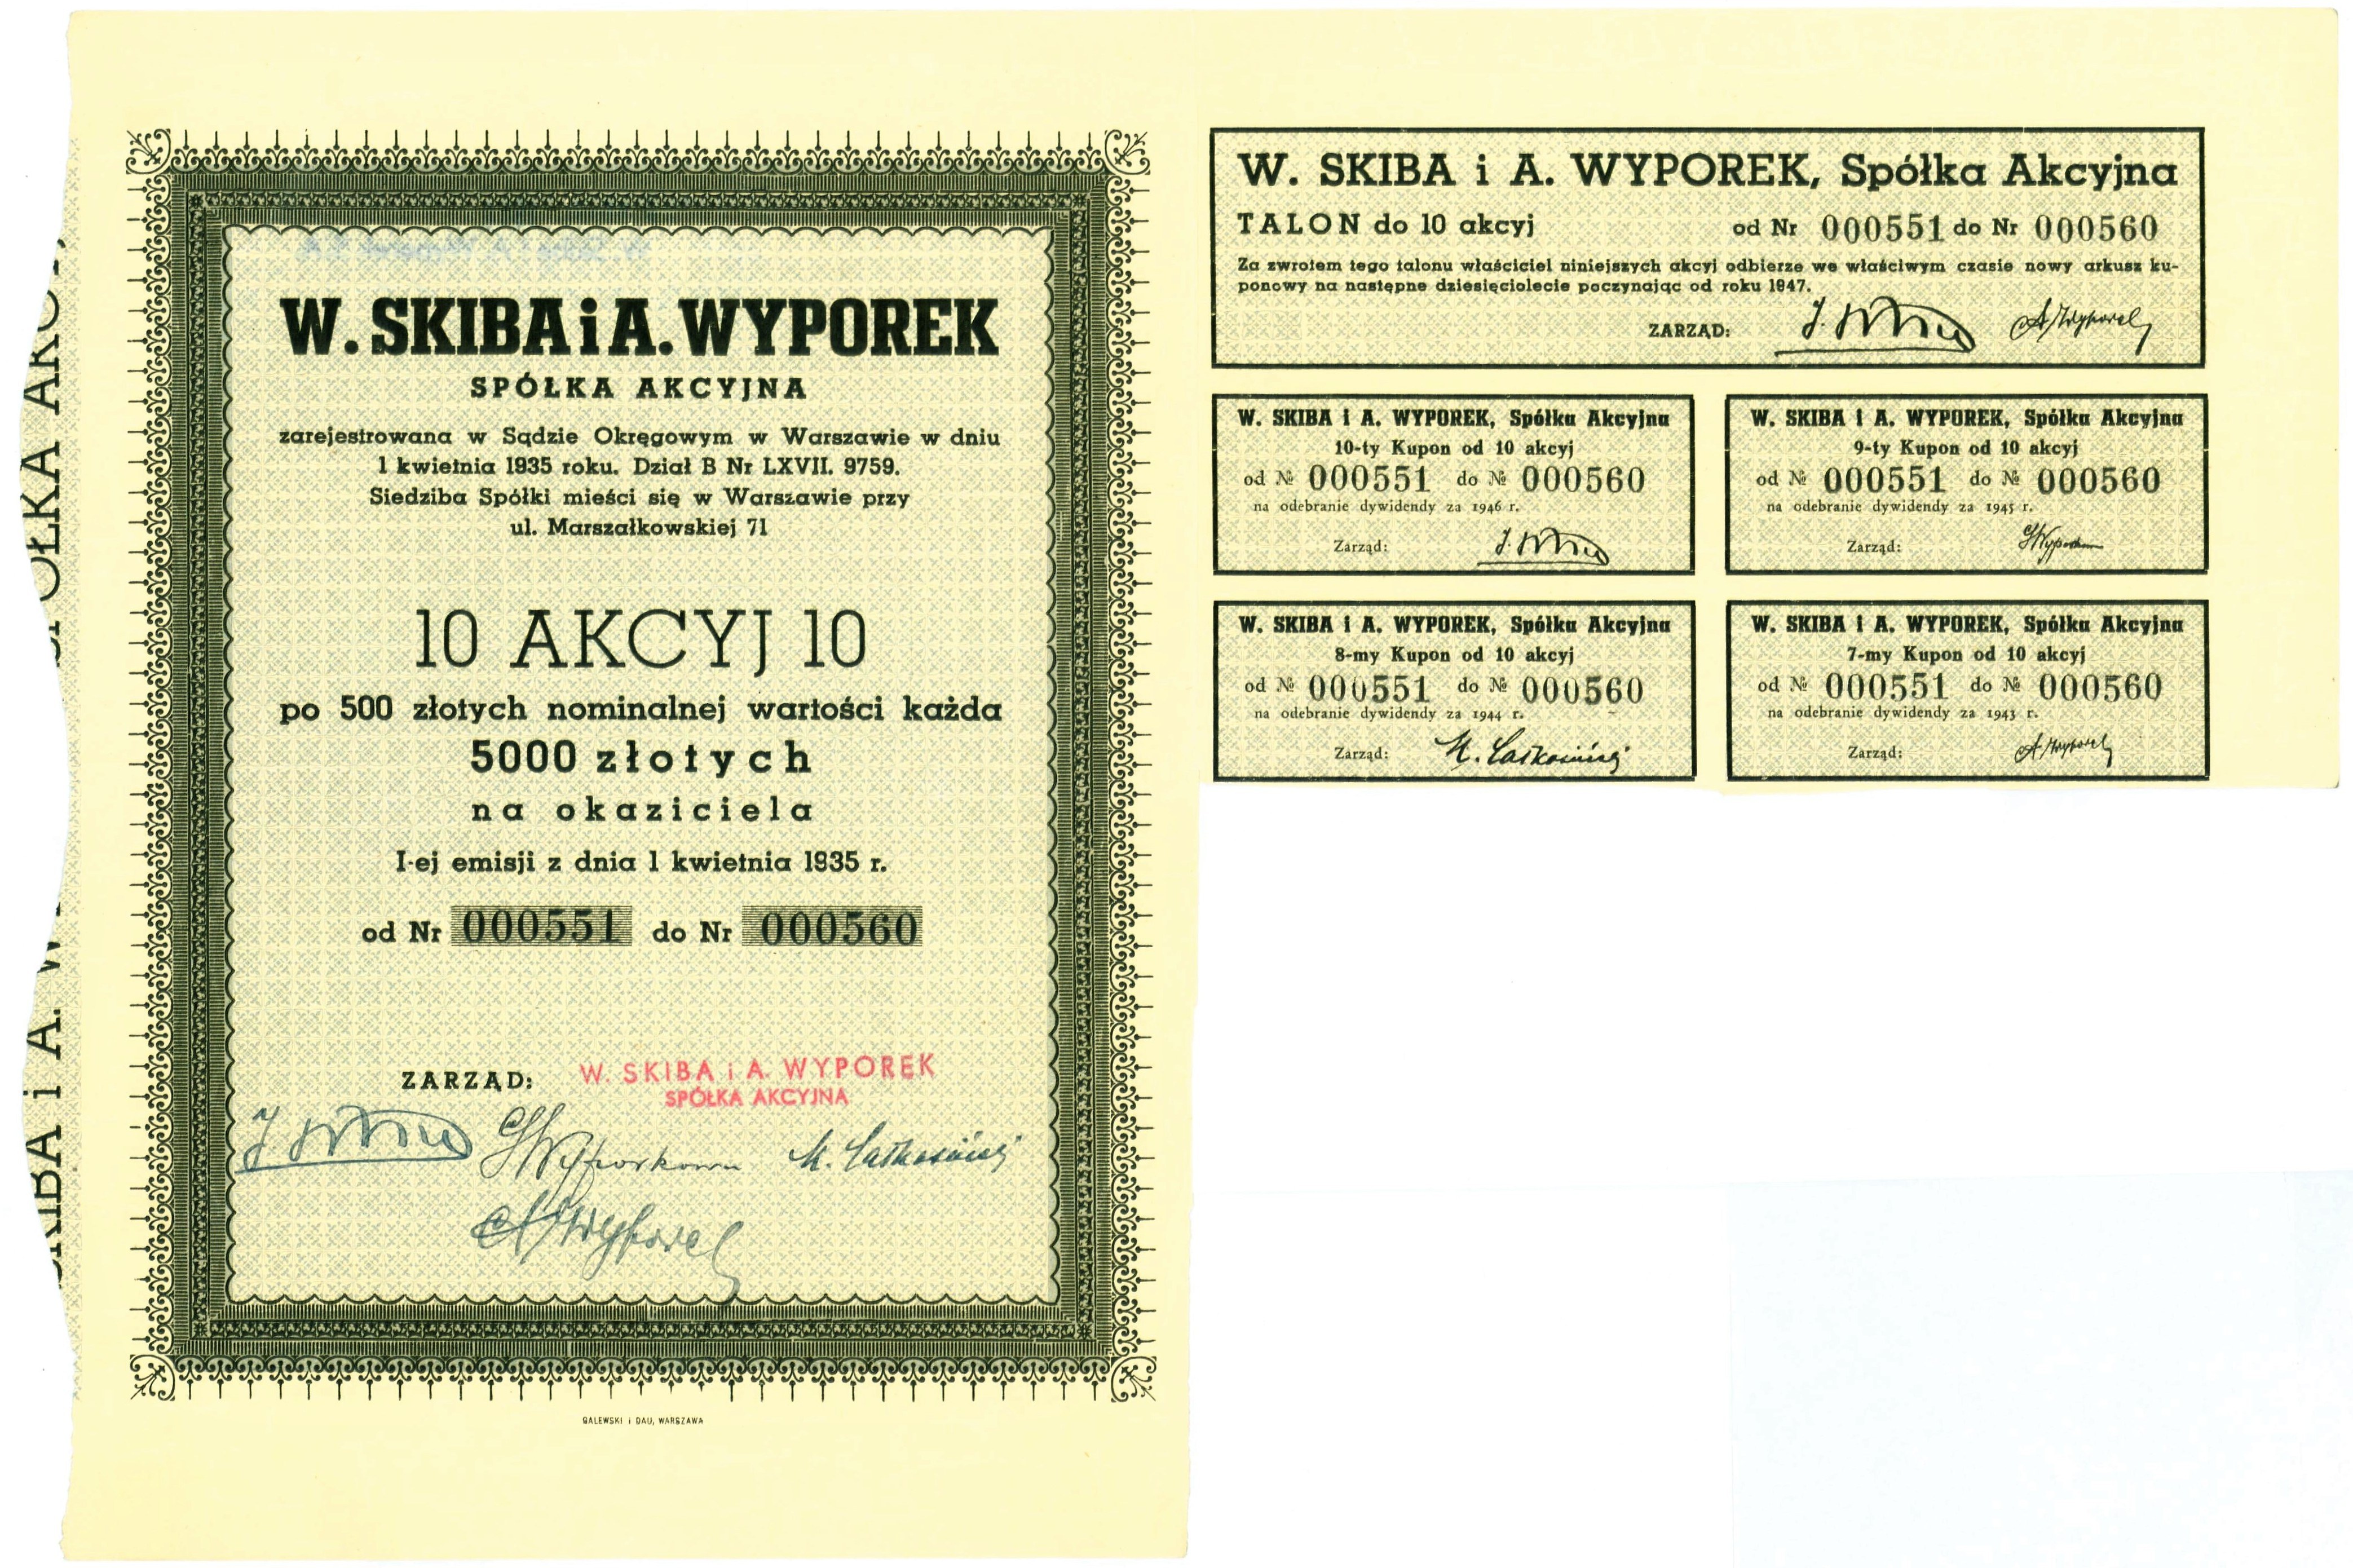 W. SKIBA i A. WYPOREK
SPÓŁKA AKCYJNA
zarejestrowana w Sądzie Okręgowym w Warszawie w dniu
1 kwietnia 1935 roku. Dział B Nr LXVII. 9759.
Siedziba Spółki mieści się w Warszawie przy
ul. Marszałkowskiej 71
10 AKCYJ 10
po 500 złotych nominalnej wartości każda
5000 złotych
na okaziciela
I-ej emisji z dnia 1 kwietnia 1935 r.
od Nr 000551 do Nr 000560
ZARZĄD:
W. SKIBA i A. WYPOREK
SPÓŁKA AKCYJNA
GALEWSKI i DAU, WARSZAWA
W. SKIBA i A. WYPOREK, Spółka Akcyjna
TALON do 10 akcyj od Nr 000551 do Nr 000560
Za zwrotem tego talonu właściciel niniejszych akcyj odbierze we właściwym czasie nowy arkusz ku-
ponowy na następne dziesięciolecie poczynając od roku 1947.
ZARZĄD:
W. SKIBA i A. WYPOREK, Spółka Akcyjna
10-ty Kupon od 10 akcyj
od № 000551 do № 000560
na odebranie dywidendy za 1946 r.
Zarząd:
W. SKIBA i A. WYPOREK, Spółka Akcyjna
9-ty Kupon od 10 akcyj
od № 000551 do № 000560
na odebranie dywidendy za 1945 r.
Zarząd:
W. SKIBA i A. WYPOREK, Spółka Akcyjna
8-my Kupon od 10 akcyj
od № 000551 do № 000560
na odebranie dywidendy za 1944 r.
Zarząd:
W. SKIBA i A. WYPOREK, Spółka Akcyjna
7-my Kupon od 10 akcyj
od № 000551 do № 000560
na odebranie dywidendy za 1943 r.
Zarząd: